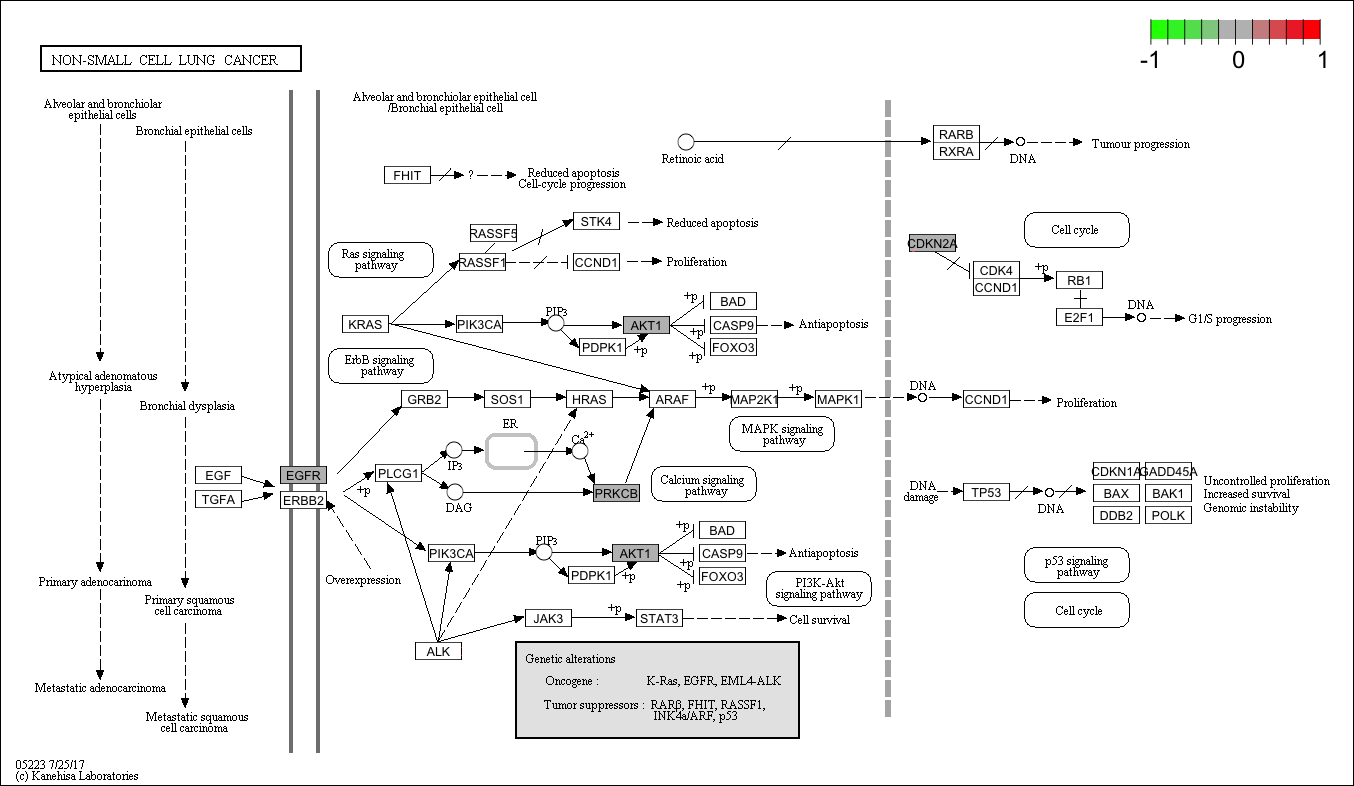 -1 0 1
NON-SMALL CELL LUNG CANCER
Alveolar and bronchiolar
epithelial cells
Bronchial epithelial cells
Atypical adenomatous
hyperplasia
Bronchial dysplasia
Primary adenocarinoma
Primary squamous
cell carcinoma
Metastatic adenocarcinoma
Metastatic squamous
cell carcinoma
Alveolar and bronchiolar epithelial cell
/Bronchial epithelial cell
Retinoic acid
RARB
RXRA
DNA
Tumour progression
FHIT
?
Reduced apoptosis
Cell-cycle progression
RASSF5
STK4
Reduced apoptosis
Ras signaling
pathway
RASSF1
CCND1
Proliferation
CDKN2A
Cell cycle
CDK4
CCND1
+p
RB1
E2F1
DNA
G1/S progression
KRAS
PIK3CA
PIP3
AKT1
PDPK1
+p
+p
+p
+p
BAD
CASP9
FOXO3
Antiapoptosis
ErbB signaling
pathway
GRB2
SOS1
HRAS
ARAF
+p
MAP2K1
+p
MAPK1
DNA
CCND1
Proliferation
MAPK signaling
pathway
ER
Ca2+
IP3
EGF
TGFA
EGFR
ERBB2
+p
PLCG1
DAG
PRKCB
Calcium signaling
pathway
DNA
damage
TP53
DNA
CDKN1A
GADD45A
BAX
BAK1
DDB2
POLK
Uncontrolled proliferation
Increased survival
Genomic instability
PIK3CA
PIP3
AKT1
PDPK1
+p
+p
+p
+p
BAD
CASP9
FOXO3
Antiapoptosis
Overexpression
PI3K-Akt
signaling pathway
p53 signaling
pathway
Cell cycle
JAK3
+p
STAT3
Cell survival
ALK
Genetic alterations
Oncogene : K-Ras, EGFR, EML4-ALK
Tumor suppressors : RARβ, FHIT, RASSF1,
INK4a/ARF, p53
05223 7/25/17
(c) Kanehisa Laboratories